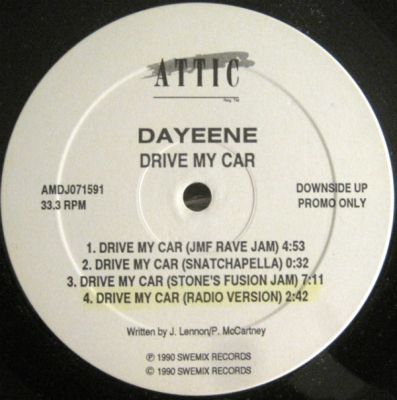 ATTIC
DAYEENE
DRIVE MY CAR
AMDJ071591
33.3 RPM
DOWNSIDE UP
PROMO ONLY
1. DRIVE MY CAR (JMF RAVE JAM) 4:53
2. DRIVE MY CAR (SNATCHAPELLA) 0:32
3. DRIVE MY CAR (STONE'S FUSION JAM) 7:11
4. DRIVE MY CAR (RADIO VERSION) 2:42
Written by J. Lennon/P. McCartney
℗ 1990 SWEMIX RECORDS
© 1990 SWEMIX RECORDS